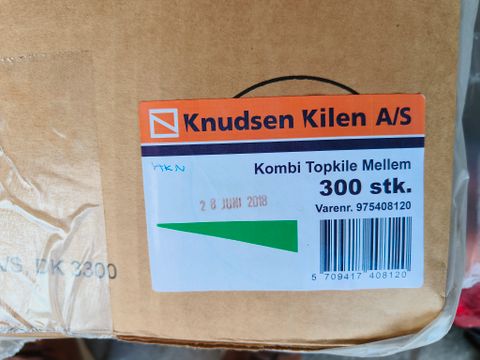 Knudsen Kilen A/S
HKN
Kombi Topkile Mellem
300 stk.
28 JUNI 2018
Varenr. 975408120
5 709417 408120
DK 3300